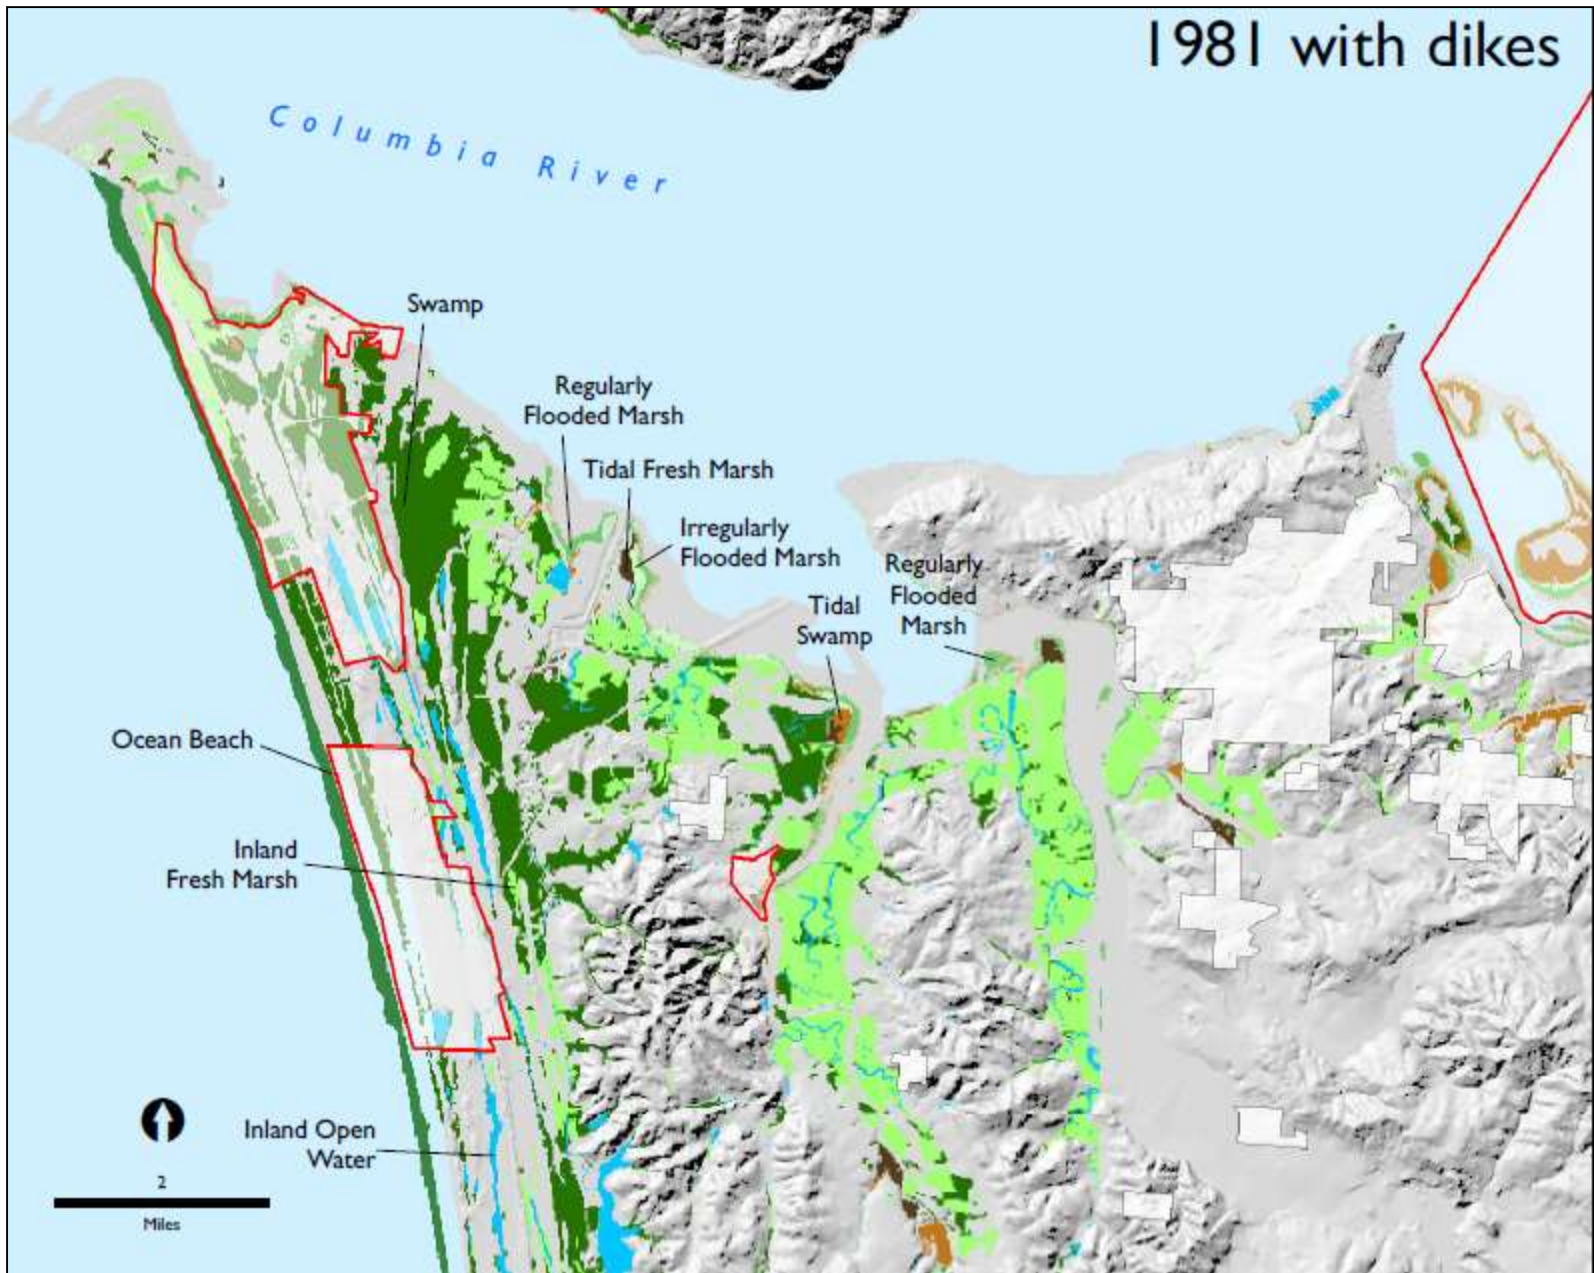 1981 with dikes
Columbia River
Swamp
Regularly
Flooded Marsh
Tidal Fresh Marsh
Irregularly
Flooded Marsh
Regularly
Flooded
Marsh
Tidal
Swamp
Ocean Beach
Inland
Fresh Marsh
Inland Open
Water
2
Miles